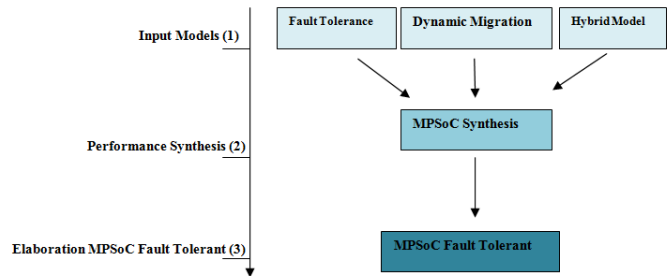 Input Models (1)
Fault Tolerance
Dynamic Migration
Hybrid Model
Performance Synthesis (2)
MPSoC Synthesis
Elaboration MPSoC Fault Tolerant (3)
MPSoC Fault Tolerant